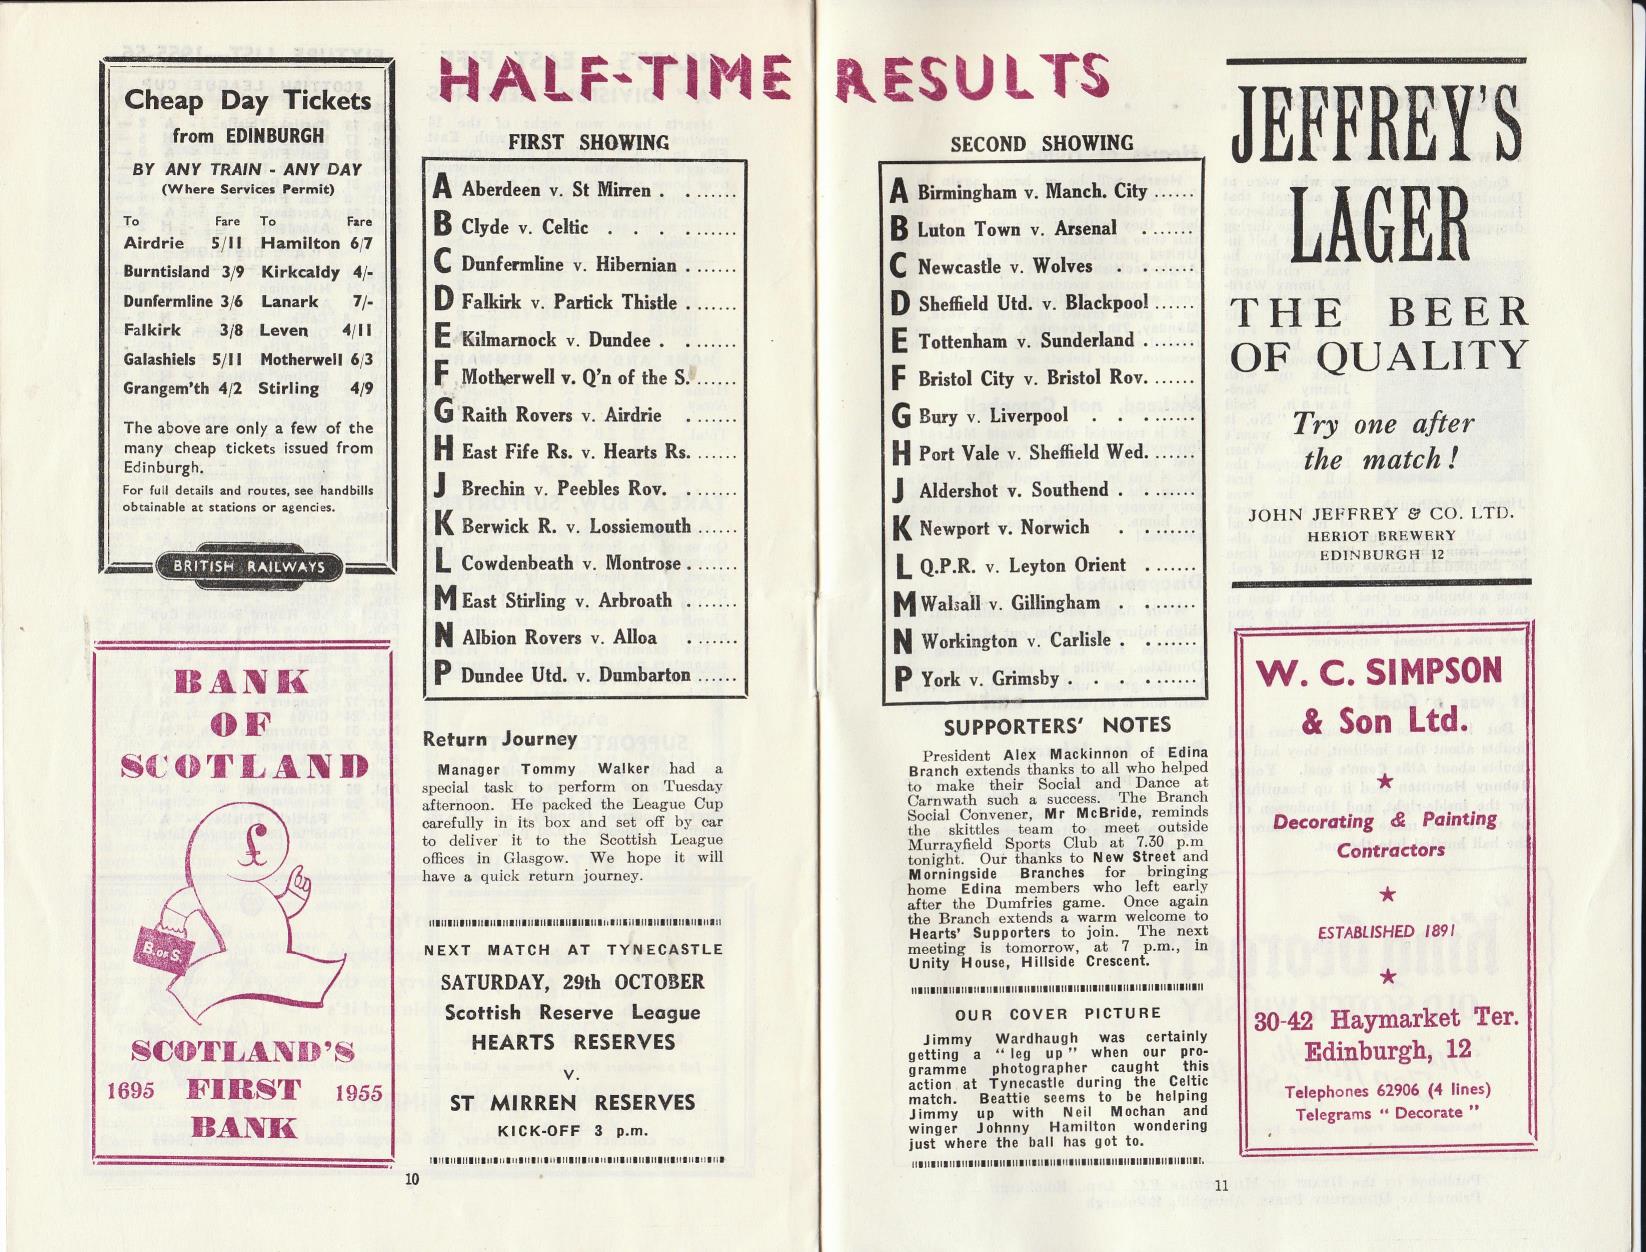 HALF-TIME RESULTS
Cheap Day Tickets
from EDINBURGH
BY ANY TRAIN - ANY DAY
(Where Services Permit)
To Fare To Fare
Airdrie 5/11 Hamilton 6/7
Burntisland 3/9 Kirkcaldy 4/-
Dunfermline 3/6 Lanark 7/-
Falkirk 3/8 Leven 4/11
Galashiels 5/11 Motherwell 6/3
Grangem'th 4/2 Stirling 4/9
The above are only a few of the
many cheap tickets issued from
Edinburgh.
For full details and routes, see handbills
obtainable at stations or agencies.
BRITISH RAILWAYS
BANK
OF
SCOTLAND
£
B. OF S.
SCOTLAND'S
1695 FIRST 1955
BANK
FIRST SHOWING
A Aberdeen v. St Mirren . .......
B Clyde v. Celtic . . . . .......
C Dunfermline v. Hibernian .......
D Falkirk v. Partick Thistle .......
E Kilmarnock v. Dundee . .......
F Motherwell v. Q'n of the S. ......
G Raith Rovers v. Airdrie .......
H East Fife Rs. v. Hearts Rs. ......
J Brechin v. Peebles Rov. .......
K Berwick R. v. Lossiemouth ......
L Cowdenbeath v. Montrose .......
M East Stirling v. Arbroath .......
N Albion Rovers v. Alloa .......
P Dundee Utd. v. Dumbarton ......
Return Journey
Manager Tommy Walker had a
special task to perform on Tuesday
afternoon. He packed the League Cup
carefully in its box and set off by car
to deliver it to the Scottish League
offices in Glasgow. We hope it will
have a quick return journey.
NEXT MATCH AT TYNECASTLE
SATURDAY, 29th OCTOBER
Scottish Reserve League
HEARTS RESERVES
v.
ST MIRREN RESERVES
KICK-OFF 3 p.m.
10
SECOND SHOWING
A Birmingham v. Manch. City ......
B Luton Town v. Arsenal .......
C Newcastle v. Wolves . .......
D Sheffield Utd. v. Blackpool ......
E Tottenham v. Sunderland .......
F Bristol City v. Bristol Rov. ......
G Bury v. Liverpool . .......
H Port Vale v. Sheffield Wed. ......
J Aldershot v. Southend . .......
K Newport v. Norwich . .......
L Q.P.R. v. Leyton Orient .......
M Walsall v. Gillingham . .......
N Workington v. Carlisle . .......
P York v. Grimsby . . . . .......
SUPPORTERS' NOTES
President Alex Mackinnon of Edina
Branch extends thanks to all who helped
to make their Social and Dance at
Carnwath such a success. The Branch
Social Convener, Mr McBride, reminds
the skittles team to meet outside
Murrayfield Sports Club at 7.30 p.m
tonight. Our thanks to New Street and
Morningside Branches for bringing
home Edina members who left early
after the Dumfries game. Once again
the Branch extends a warm welcome to
Hearts' Supporters to join. The next
meeting is tomorrow, at 7 p.m., in
Unity House, Hillside Crescent.
OUR COVER PICTURE
Jimmy Wardhaugh was certainly
getting a "leg up" when our pro-
gramme photographer caught this
action at Tynecastle during the Celtic
match. Beattie seems to be helping
Jimmy up with Neil Mochan and
winger Johnny Hamilton wondering
just where the ball has got to.
11
JEFFREY'S
LAGER
THE BEER
OF QUALITY
Try one after
the match!
JOHN JEFFREY & CO. LTD.
HERIOT BREWERY
EDINBURGH 12
W. C. SIMPSON
& Son Ltd.
Decorating & Painting
Contractors
ESTABLISHED 1891
30-42 Haymarket Ter.
Edinburgh, 12
Telephones 62906 (4 lines)
Telegrams "Decorate"